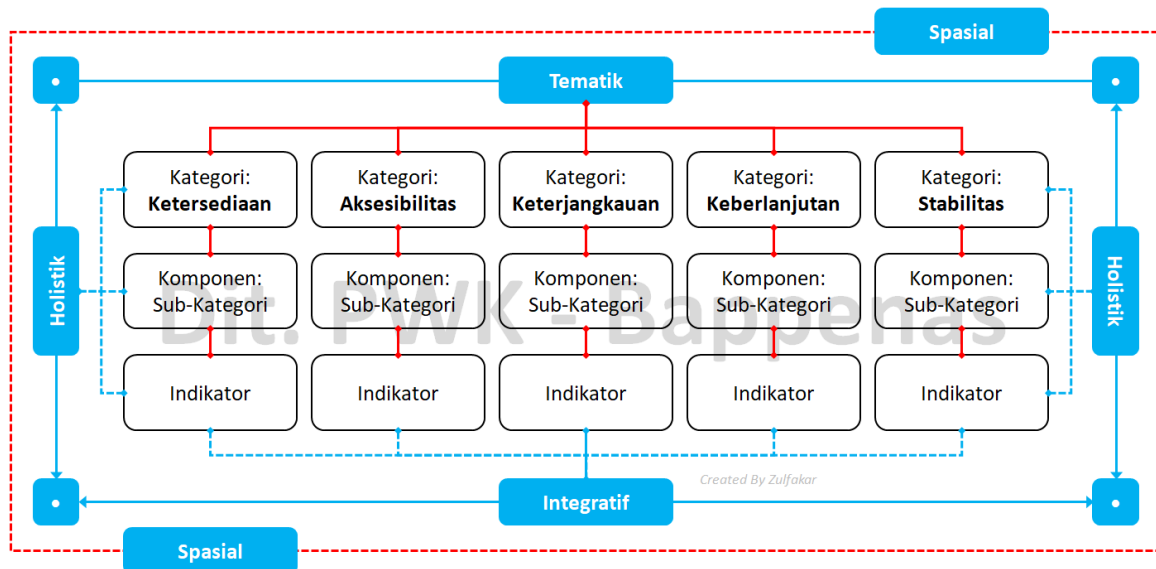 Spasial
Tematik
Kategori:
Ketersediaan
Kategori:
Aksesibilitas
Kategori:
Keterjangkauan
Kategori:
Keberlanjutan
Kategori:
Stabilitas
Holistik
Holistik
Komponen:
Sub-Kategori
Komponen:
Sub-Kategori
Komponen:
Sub-Kategori
Komponen:
Sub-Kategori
Komponen:
Sub-Kategori
Dit. PWK - Bappenas
Indikator
Indikator
Indikator
Indikator
Indikator
Created By Zulfakar
Integratif
Spasial